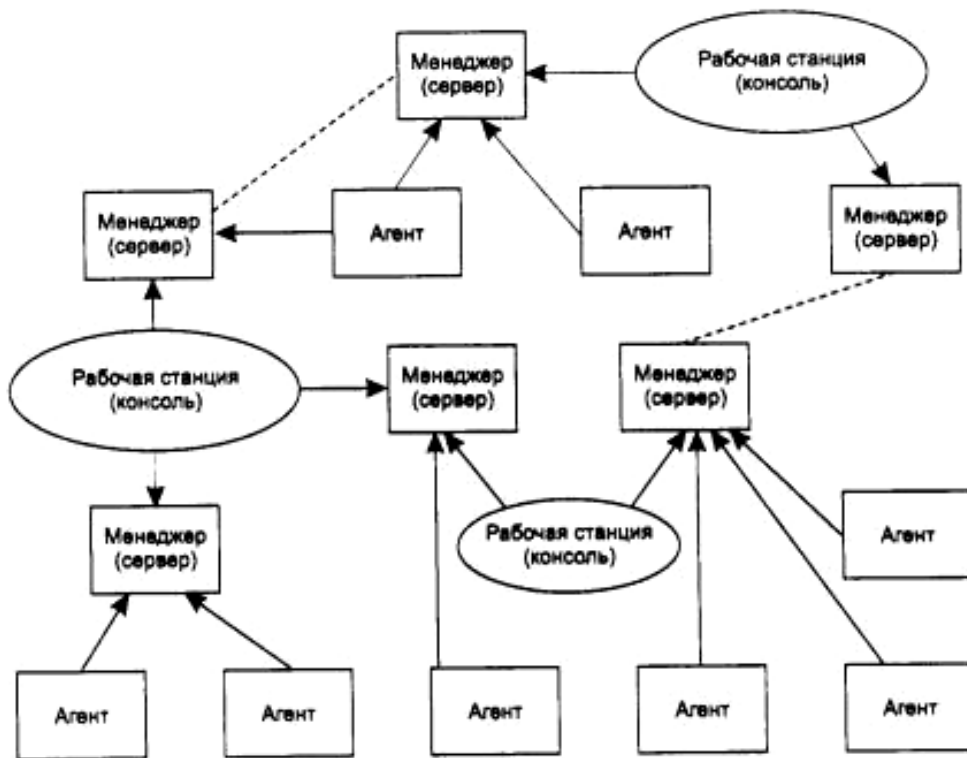 Менеджер
(сервер)
Рабочая станция
(консоль)
Менеджер
(сервер)
Агент
Агент
Менеджер
(сервер)
Рабочая станция
(консоль)
Менеджер
(сервер)
Менеджер
(сервер)
Менеджер
(сервер)
Рабочая станция
(консоль)
Агент
Агент
Агент
Агент
Агент
Агент